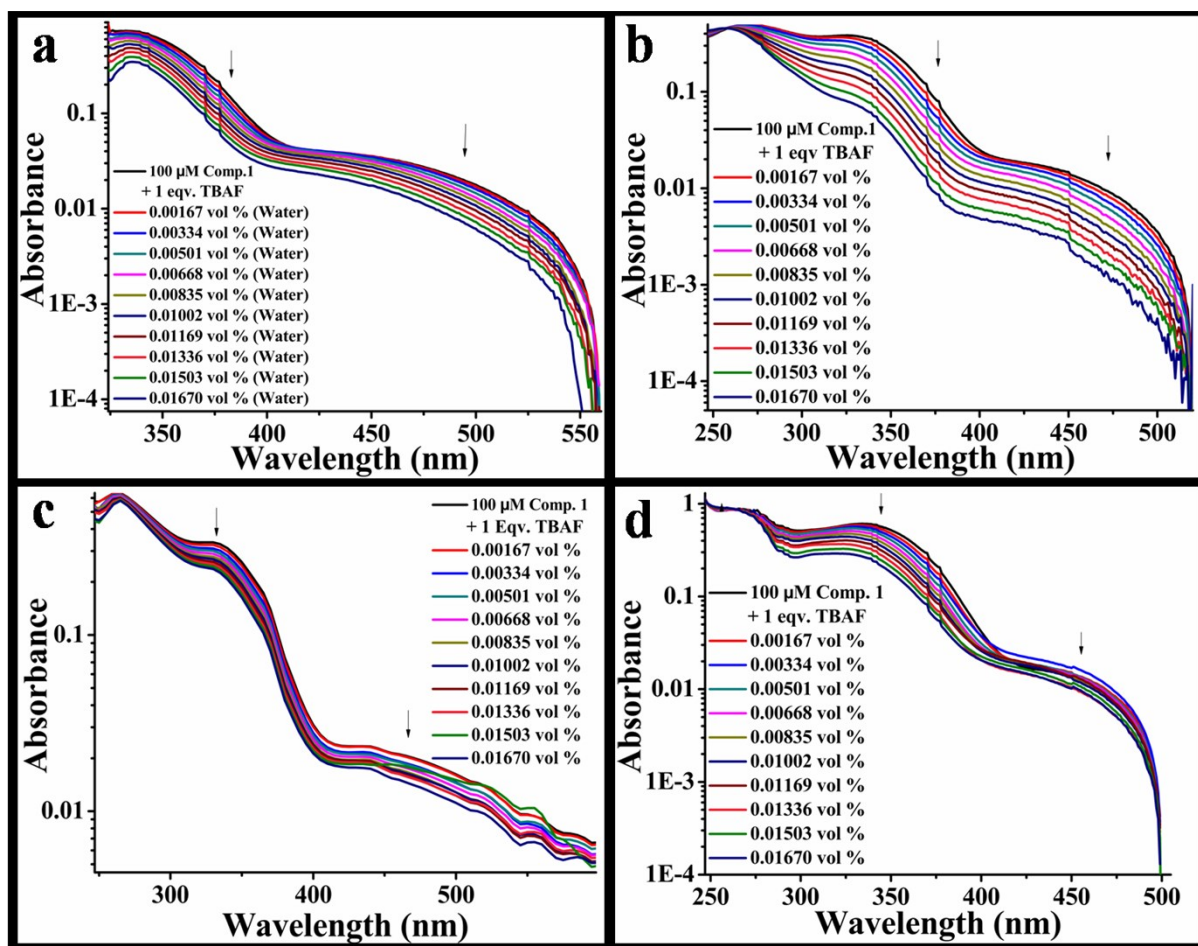 a
Absorbance
0.1
0.01
1E-3
1E-4
100 µM Comp.1
+ 1 eqv. TBAF
0.00167 vol % (Water)
0.00334 vol % (Water)
0.00501 vol % (Water)
0.00668 vol % (Water)
0.00835 vol % (Water)
0.01002 vol % (Water)
0.01169 vol % (Water)
0.01336 vol % (Water)
0.01503 vol % (Water)
0.01670 vol % (Water)
350 400 450 500 550
Wavelength (nm)
b
Absorbance
0.1
0.01
1E-3
1E-4
100 µM Comp.1
+ 1 eqv TBAF
0.00167 vol %
0.00334 vol %
0.00501 vol %
0.00668 vol %
0.00835 vol %
0.01002 vol %
0.01169 vol %
0.01336 vol %
0.01503 vol %
0.01670 vol %
250 300 350 400 450 500
Wavelength (nm)
c
Absorbance
0.1
0.01
100 µM Comp. 1
+ 1 Eqv. TBAF
0.00167 vol %
0.00334 vol %
0.00501 vol %
0.00668 vol %
0.00835 vol %
0.01002 vol %
0.01169 vol %
0.01336 vol %
0.01503 vol %
0.01670 vol %
300 400 500
Wavelength (nm)
d
Absorbance
1
0.1
0.01
1E-3
1E-4
100 µM Comp. 1
+ 1 eqv. TBAF
0.00167 vol %
0.00334 vol %
0.00501 vol %
0.00668 vol %
0.00835 vol %
0.01002 vol %
0.01169 vol %
0.01336 vol %
0.01503 vol %
0.01670 vol %
250 300 350 400 450 500
Wavelength (nm)